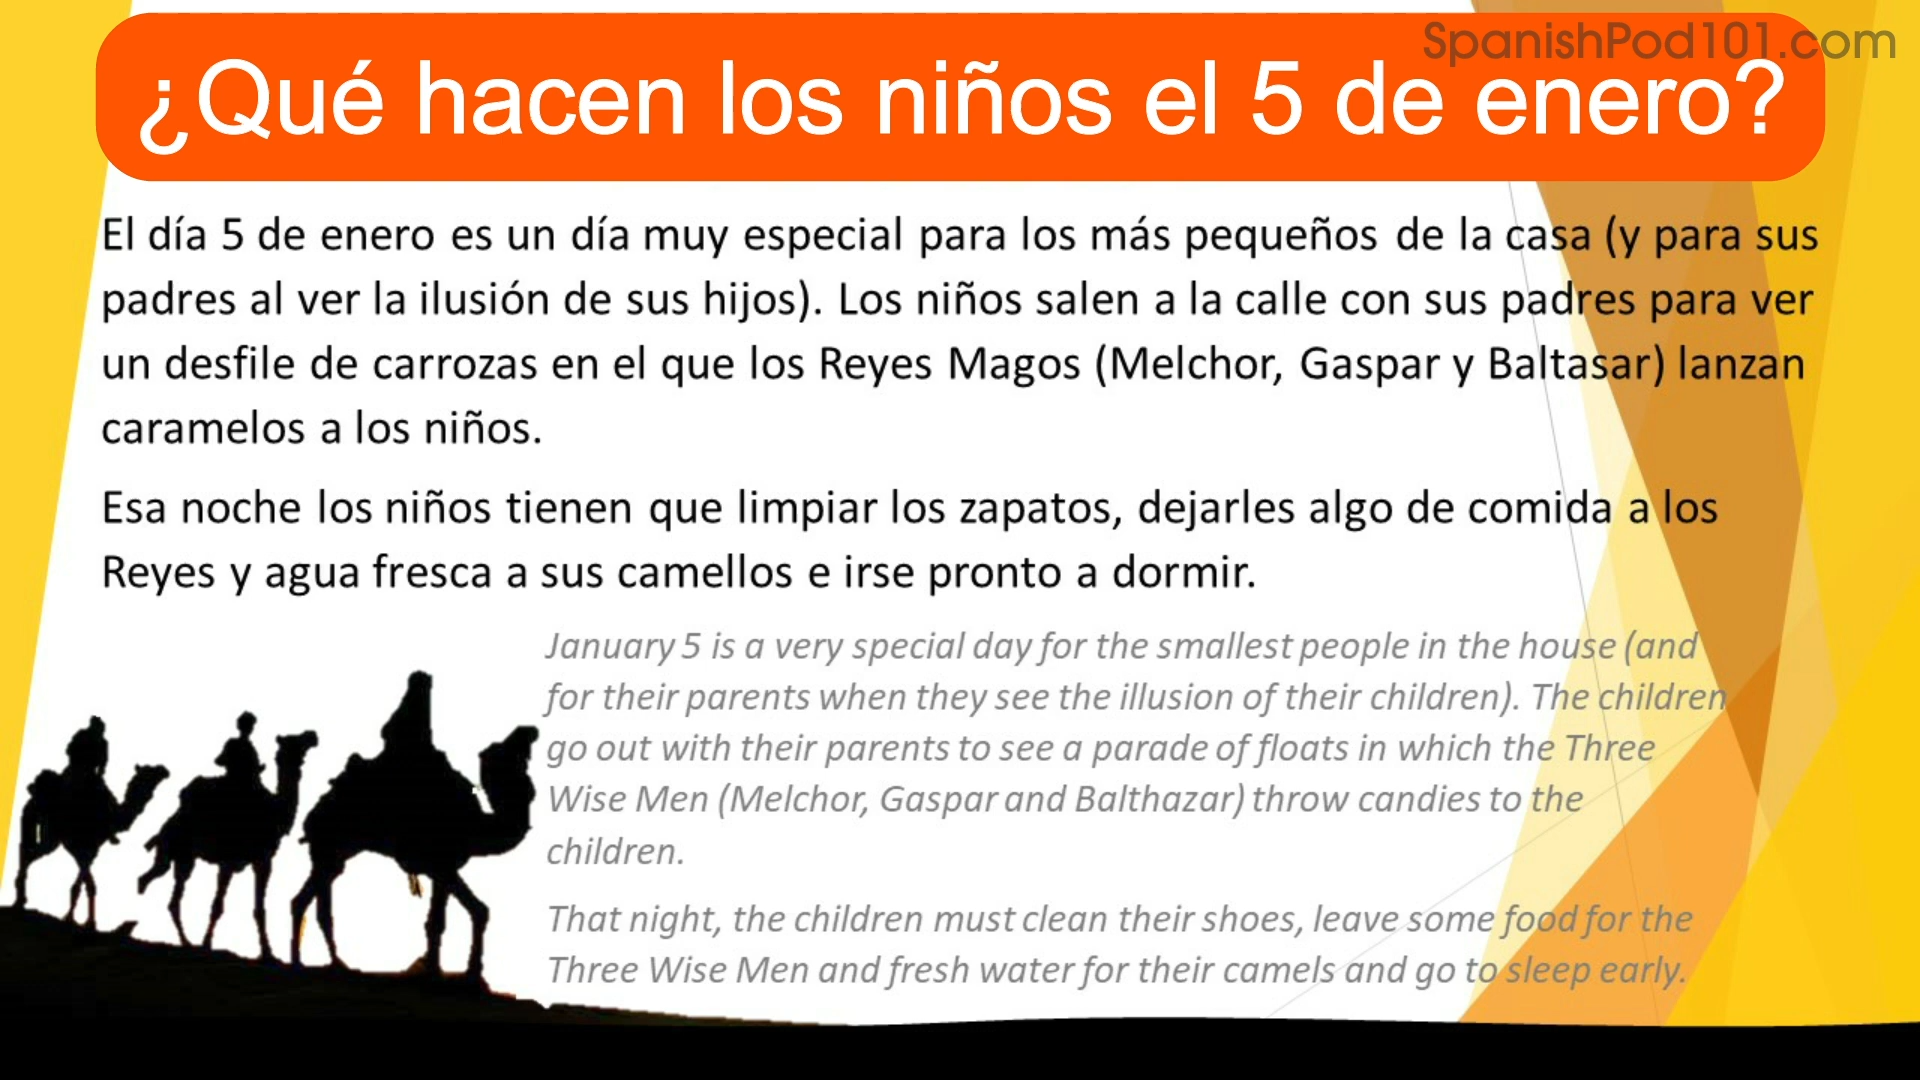 SpanishPod101.com
¿Qué hacen los niños el 5 de enero?
El día 5 de enero es un día muy especial para los más pequeños de la casa (y para sus
padres al ver la ilusión de sus hijos). Los niños salen a la calle con sus padres para ver
un desfile de carrozas en el que los Reyes Magos (Melchor, Gaspar y Baltasar) lanzan
caramelos a los niños.
Esa noche los niños tienen que limpiar los zapatos, dejarles algo de comida a los
Reyes y agua fresca a sus camellos e irse pronto a dormir.
January 5 is a very special day for the smallest people in the house (and
for their parents when they see the illusion of their children). The children
go out with their parents to see a parade of floats in which the Three
Wise Men (Melchor, Gaspar and Balthazar) throw candies to the
children.
That night, the children must clean their shoes, leave some food for the
Three Wise Men and fresh water for their camels and go to sleep early.